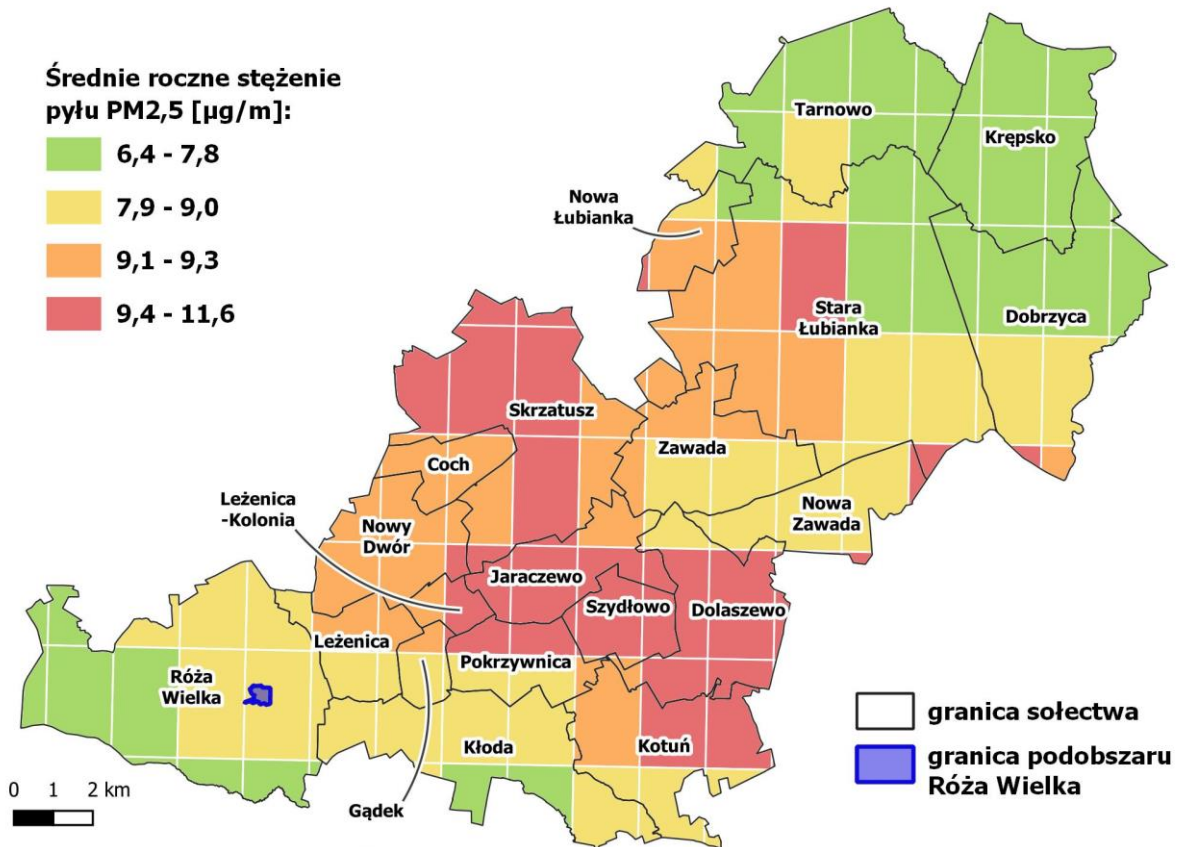 Średnie roczne stężenie
pyłu PM2,5 [µg/m]:
6,4 - 7,8
7,9 - 9,0
9,1 - 9,3
9,4 - 11,6
Tarnowo
Krępsko
Nowa
Łubianka
Stara
Łubianka
Dobrzyca
Skrzatusz
Zawada
Coch
Leżenica
-Kolonia
Nowy
Dwór
Nowa
Zawada
Jaraczewo
Szydłowo
Dolaszewo
Leżenica
Pokrzywnica
Róża
Wielka
Kłoda
Kotuń
Gądek
granica sołectwa
granica podobszaru
Róża Wielka
0 1 2 km